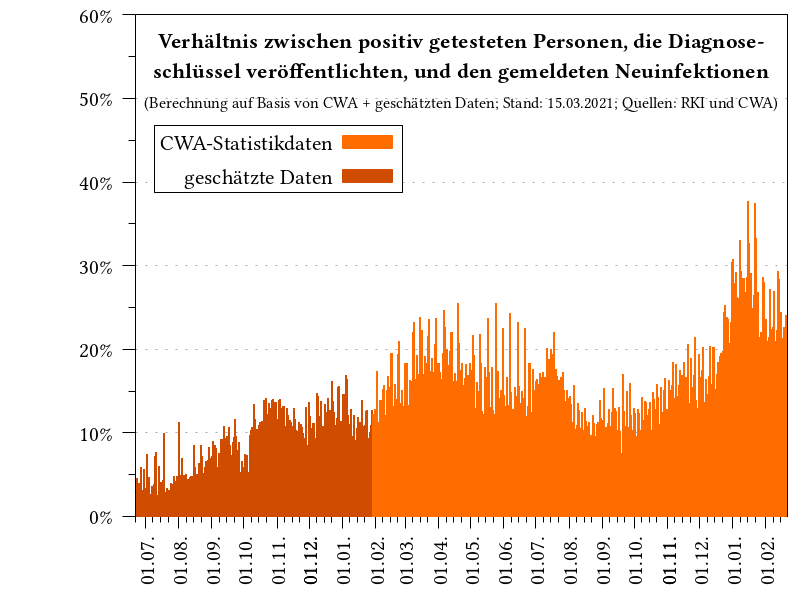 Verhältnis zwischen positiv getesteten Personen, die Diagnose-
schlüssel veröffentlichten, und den gemeldeten Neuinfektionen
(Berechnung auf Basis von CWA + geschätzten Daten; Stand: 15.03.2021; Quellen: RKI und CWA)
CWA-Statistikdaten
geschätzte Daten
60%
50%
40%
30%
20%
10%
0%
01.07. 01.08. 01.09. 01.10. 01.11. 01.12. 01.01. 01.02. 01.03. 01.04. 01.05. 01.06. 01.07. 01.08. 01.09. 01.10. 01.11. 01.12. 01.01. 01.02.